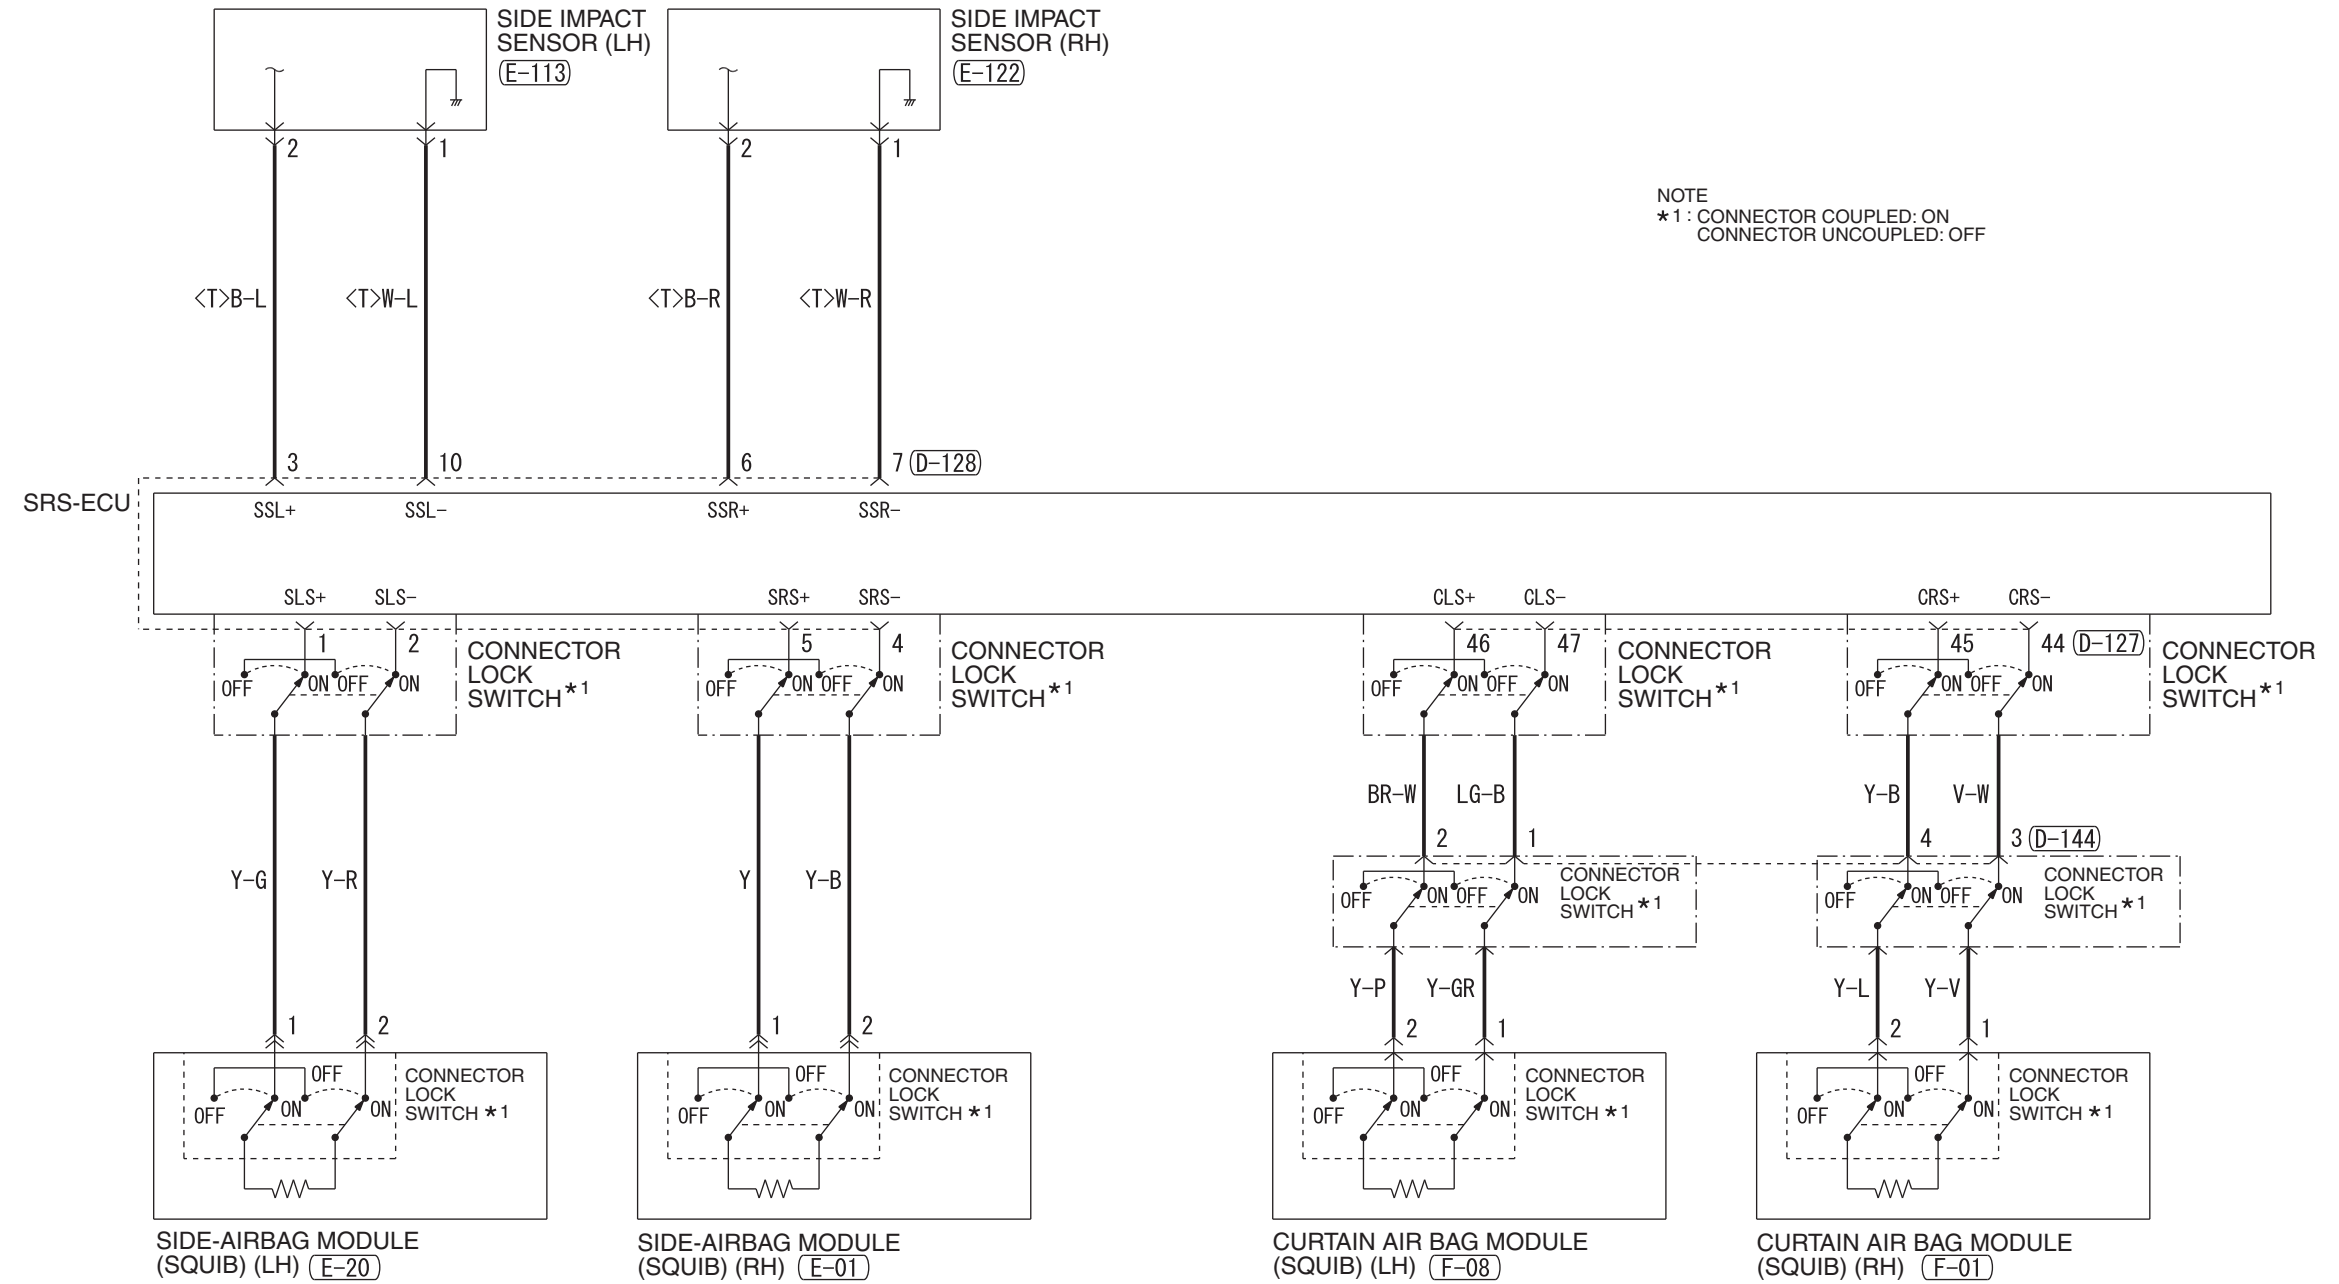 SIDE IMPACT
SENSOR (LH)
E-113
SIDE IMPACT
SENSOR (RH)
E-122
2
1
2
1
NOTE
*1 : CONNECTOR COUPLED: ON
CONNECTOR UNCOUPLED: OFF
<T>B-L
<T>W-L
<T>B-R
<T>W-R
3
10
6
7
D-128
SRS-ECU
SSL+
SSL-
SSR+
SSR-
SLS+
SLS-
SRS+
SRS-
CLS+
CLS-
CRS+
CRS-
1
2
OFF
ON
OFF
ON
CONNECTOR
LOCK
SWITCH*1
5
4
OFF
ON
OFF
ON
CONNECTOR
LOCK
SWITCH*1
46
47
OFF
ON
OFF
ON
CONNECTOR
LOCK
SWITCH*1
45
44
D-127
OFF
ON
OFF
ON
CONNECTOR
LOCK
SWITCH*1
BR-W
LG-B
Y-B
V-W
2
1
4
3
D-144
Y-G
Y-R
Y
Y-B
OFF
ON
OFF
ON
CONNECTOR
LOCK
SWITCH*1
OFF
ON
OFF
ON
CONNECTOR
LOCK
SWITCH*1
Y-P
Y-GR
Y-L
Y-V
1
2
1
2
2
1
2
1
OFF
OFF
ON
ON
CONNECTOR
LOCK
SWITCH *1
OFF
OFF
ON
ON
CONNECTOR
LOCK
SWITCH *1
OFF
OFF
ON
ON
CONNECTOR
LOCK
SWITCH *1
OFF
OFF
ON
ON
CONNECTOR
LOCK
SWITCH *1
SIDE-AIRBAG MODULE
(SQUIB) (LH) E-20
SIDE-AIRBAG MODULE
(SQUIB) (RH) E-01
CURTAIN AIR BAG MODULE
(SQUIB) (LH) F-08
CURTAIN AIR BAG MODULE
(SQUIB) (RH) F-01